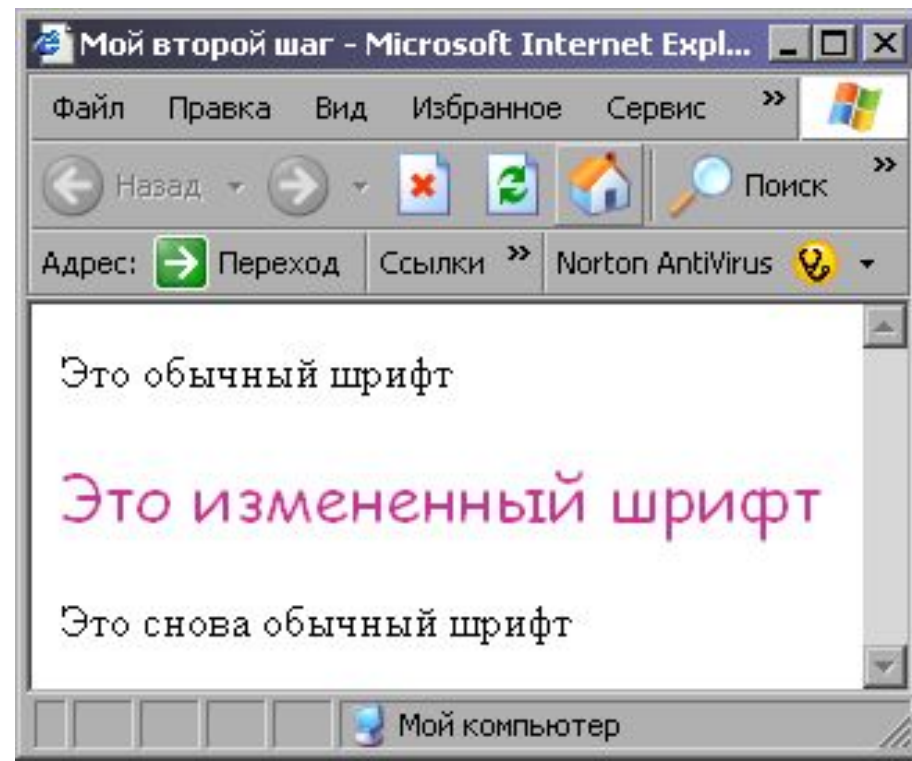 Мой второй шаг - Microsoft Internet Expl...
Файл Правка Вид Избранное Сервис »
Назад Поиск »
Адрес: Переход Ссылки » Norton AntiVirus
Это обычный шрифт
Это измененный шрифт
Это снова обычный шрифт
Мой компьютер